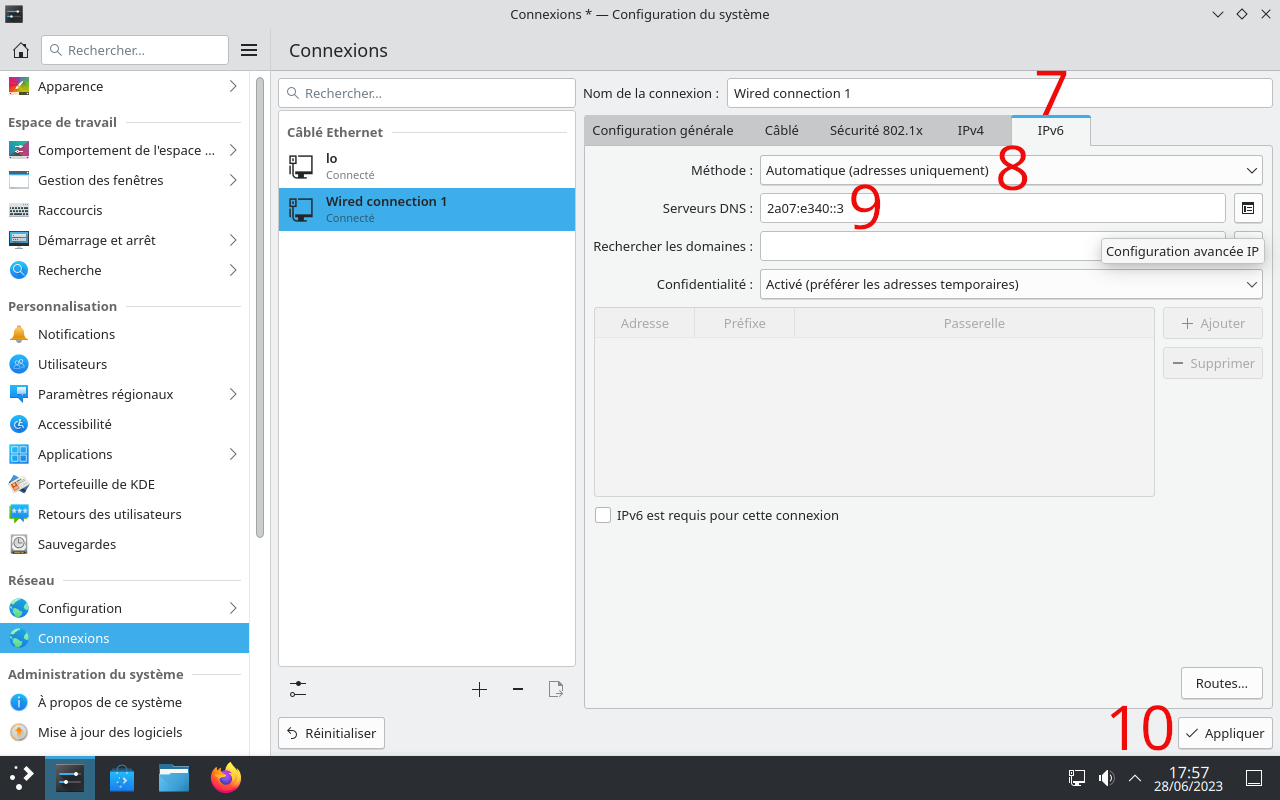 Connexions * — Configuration du système
Rechercher...
Connexions
Apparence
Espace de travail
Comportement de l'espace ...
Gestion des fenêtres
Raccourcis
Démarrage et arrêt
Recherche
Personnalisation
Notifications
Utilisateurs
Paramètres régionaux
Accessibilité
Applications
Portefeuille de KDE
Retours des utilisateurs
Sauvegardes
Réseau
Configuration
Connexions
Administration du système
À propos de ce système
Mise à jour des logiciels
Rechercher...
Câblé Ethernet
lo
Connecté
Wired connection 1
Connecté
Réinitialiser
Nom de la connexion : Wired connection 1
7
Configuration générale Câblé Sécurité 802.1x IPv4 IPv6
Méthode : Automatique (adresses uniquement) 8
Serveurs DNS : 2a07:e340::3 9
Rechercher les domaines :
Configuration avancée IP
Confidentialité : Activé (préférer les adresses temporaires)
Adresse Préfixe Passerelle
Ajouter
Supprimer
IPv6 est requis pour cette connexion
Routes...
10 Appliquer
17:57
28/06/2023